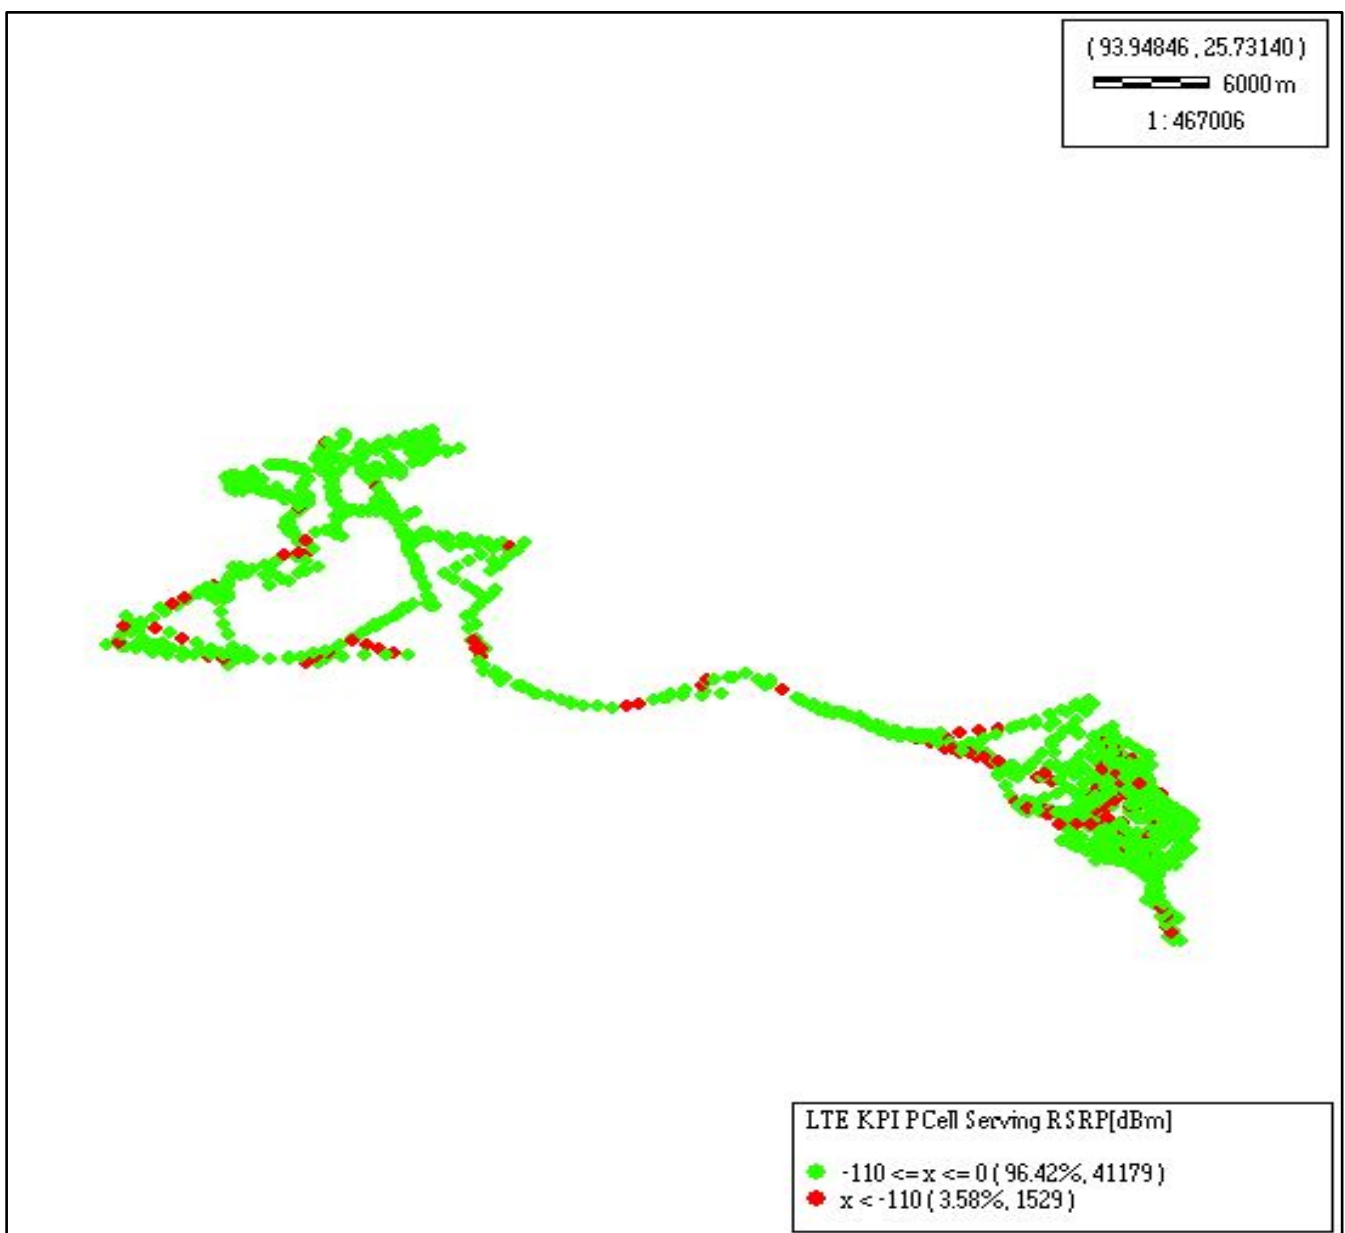 ( 93.94846 , 25.73140 )
6000 m
1 : 467006
LTE KPI PCell Serving RSRP[dBm]
-110 <= x <= 0 ( 96.42%, 41179 )
x < -110 ( 3.58%, 1529 )